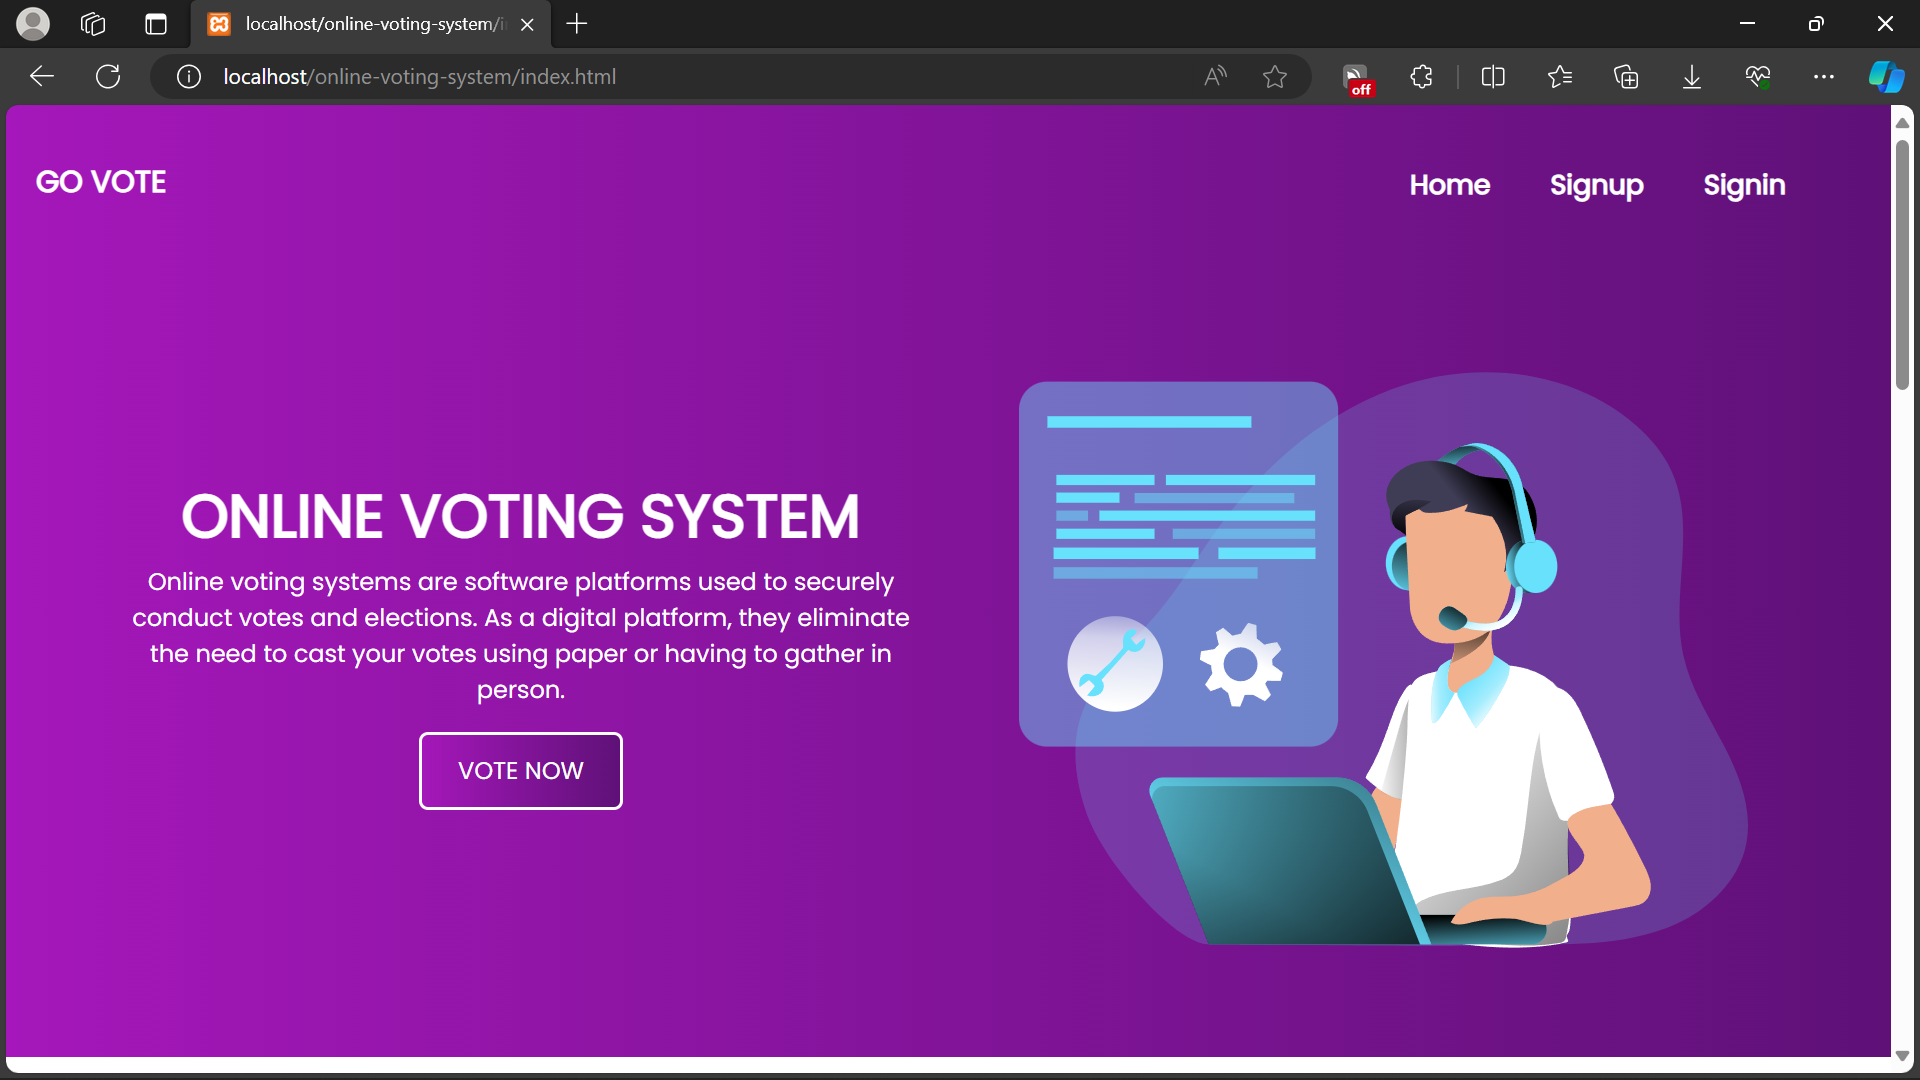 localhost/online-voting-system/i
localhost/online-voting-system/index.html
off
GO VOTE
Home
Signup
Signin
ONLINE VOTING SYSTEM
Online voting systems are software platforms used to securely
conduct votes and elections. As a digital platform, they eliminate
the need to cast your votes using paper or having to gather in
person.
VOTE NOW